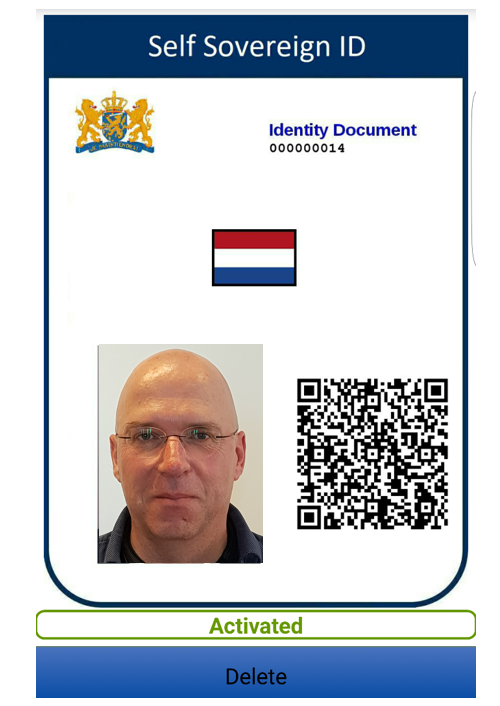 Self Sovereign ID
Identity Document
000000014
Activated
Delete